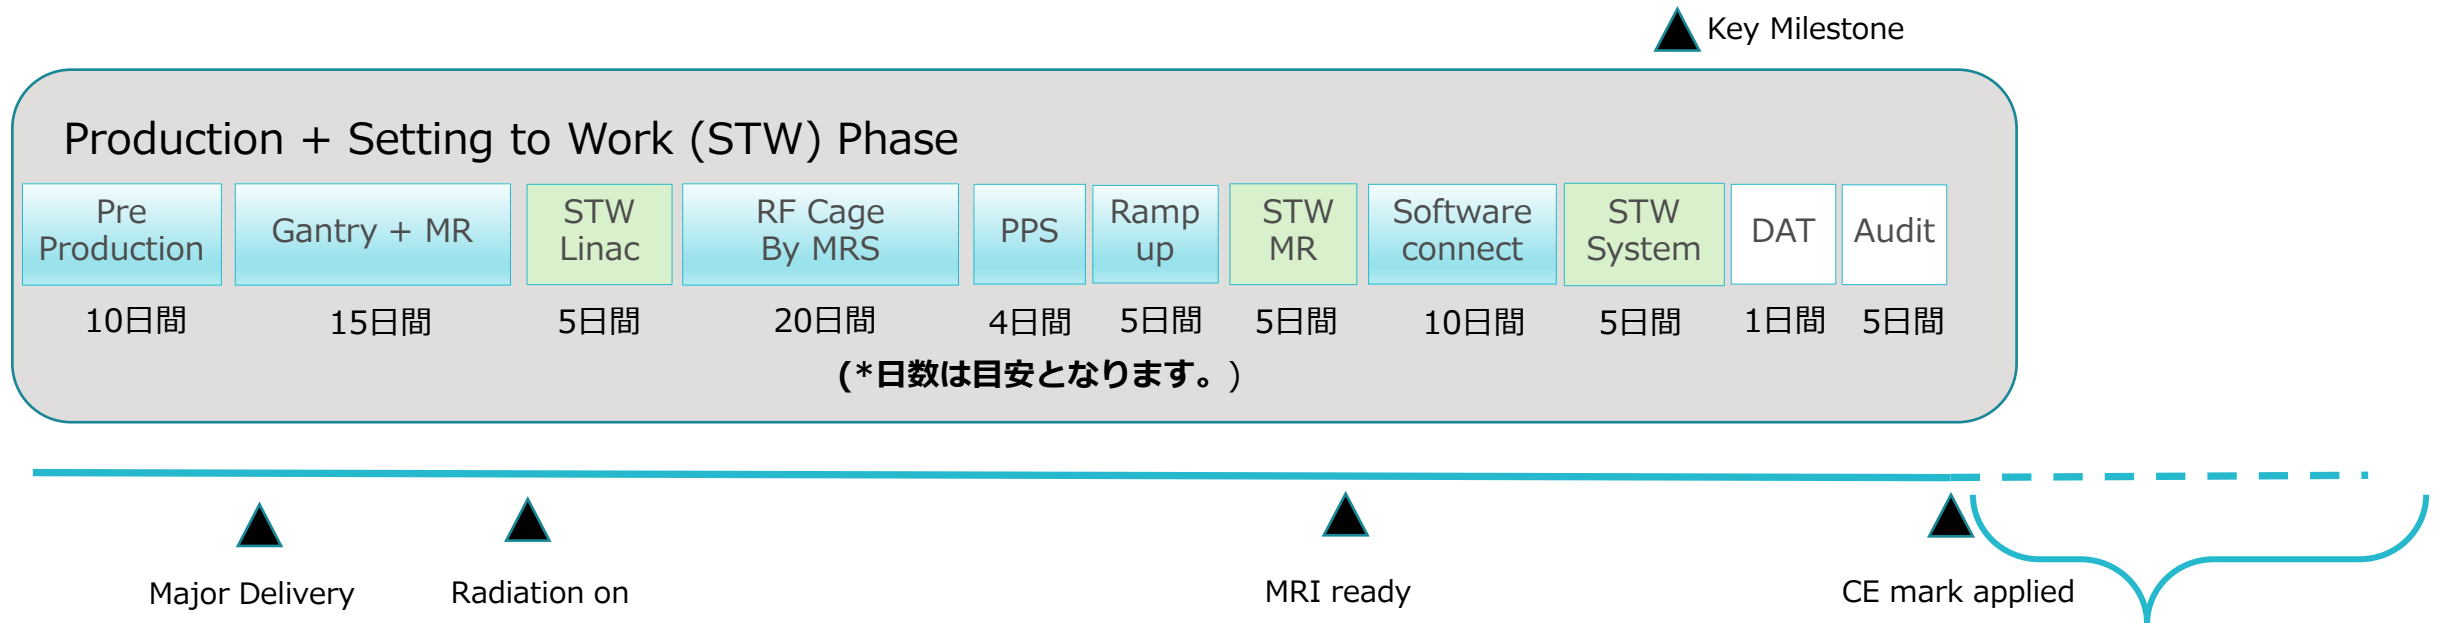 Key Milestone
Production + Setting to Work (STW) Phase
Pre
Production
Gantry + MR
STW
Linac
RF Cage
By MRS
PPS
Ramp
up
STW
MR
Software
connect
STW
System
DAT
Audit
10日間
15日間
5日間
20日間
4日間
5日間
5日間
10日間
5日間
1日間
5日間
(*日数は目安となります。)
Major Delivery
Radiation on
MRI ready
CE mark applied